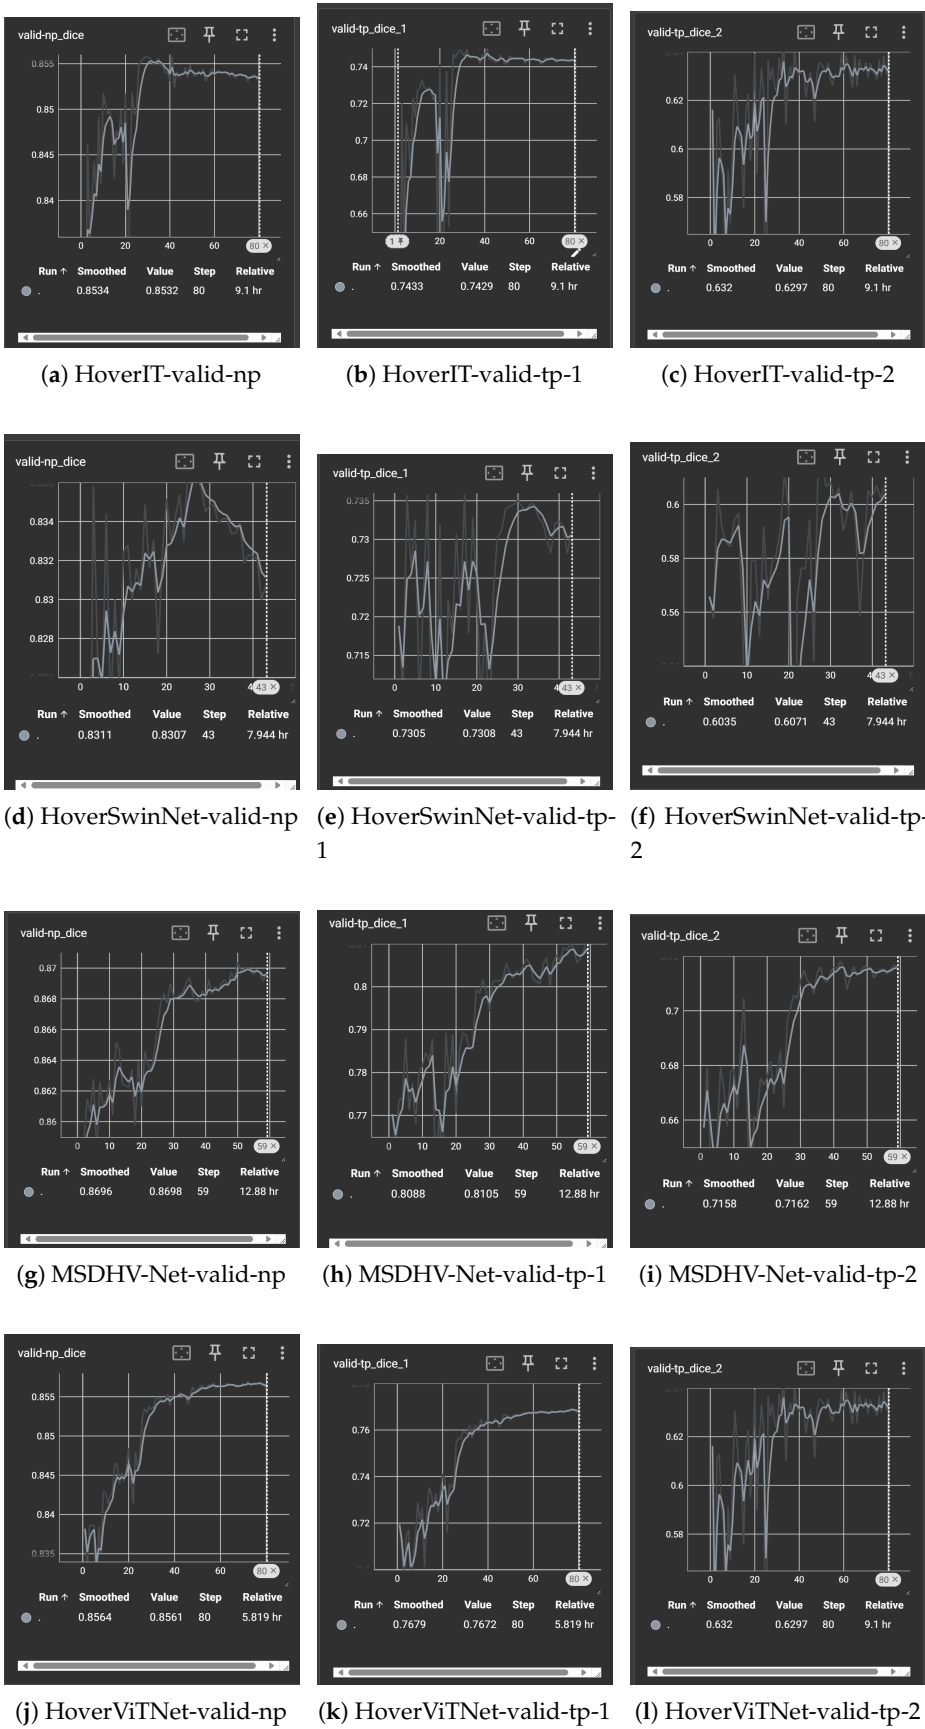 valid-np_dice
0.855
0.85
0.845
0.84
0 20 40 60 80
Run ↑ Smoothed Value Step Relative
. 0.8534 0.8532 80 9.1 hr
(a) HoverIT-valid-np
valid-tp_dice_1
0.74
0.72
0.7
0.68
0.66
1 20 40 60 80
Run ↑ Smoothed Value Step Relative
. 0.7433 0.7429 80 9.1 hr
(b) HoverIT-valid-tp-1
valid-tp_dice_2
0.62
0.6
0.58
0 20 40 60 80
Run ↑ Smoothed Value Step Relative
. 0.632 0.6297 80 9.1 hr
(c) HoverIT-valid-tp-2
valid-np_dice
0.834
0.832
0.83
0.828
0 10 20 30 4 43
Run ↑ Smoothed Value Step Relative
. 0.8311 0.8307 43 7.944 hr
(d) HoverSwinNet-valid-np
valid-tp_dice_1
0.735
0.73
0.725
0.72
0.715
0 10 20 30 4 43
Run ↑ Smoothed Value Step Relative
. 0.7305 0.7308 43 7.944 hr
(e) HoverSwinNet-valid-tp-
1
valid-tp_dice_2
0.6
0.58
0.56
0 10 20 30 4 43
Run ↑ Smoothed Value Step Relative
. 0.6035 0.6071 43 7.944 hr
(f) HoverSwinNet-valid-tp-
2
valid-np_dice
0.87
0.868
0.866
0.864
0.862
0.86
0 10 20 30 40 50 59
Run ↑ Smoothed Value Step Relative
. 0.8696 0.8698 59 12.88 hr
(g) MSDHV-Net-valid-np
valid-tp_dice_1
0.8
0.79
0.78
0.77
0 10 20 30 40 50 59
Run ↑ Smoothed Value Step Relative
. 0.8088 0.8105 59 12.88 hr
(h) MSDHV-Net-valid-tp-1
valid-tp_dice_2
0.7
0.68
0.66
0 10 20 30 40 50 59
Run ↑ Smoothed Value Step Relative
. 0.7158 0.7162 59 12.88 hr
(i) MSDHV-Net-valid-tp-2
valid-np_dice
0.855
0.85
0.845
0.84
0.835
0 20 40 60 80
Run ↑ Smoothed Value Step Relative
. 0.8564 0.8561 80 5.819 hr
(j) HoverViTNet-valid-np
valid-tp_dice_1
0.76
0.74
0.72
0 20 40 60 80
Run ↑ Smoothed Value Step Relative
. 0.7679 0.7672 80 5.819 hr
(k) HoverViTNet-valid-tp-1
valid-tp_dice_2
0.62
0.6
0.58
0 20 40 60 80
Run ↑ Smoothed Value Step Relative
. 0.632 0.6297 80 9.1 hr
(l) HoverViTNet-valid-tp-2